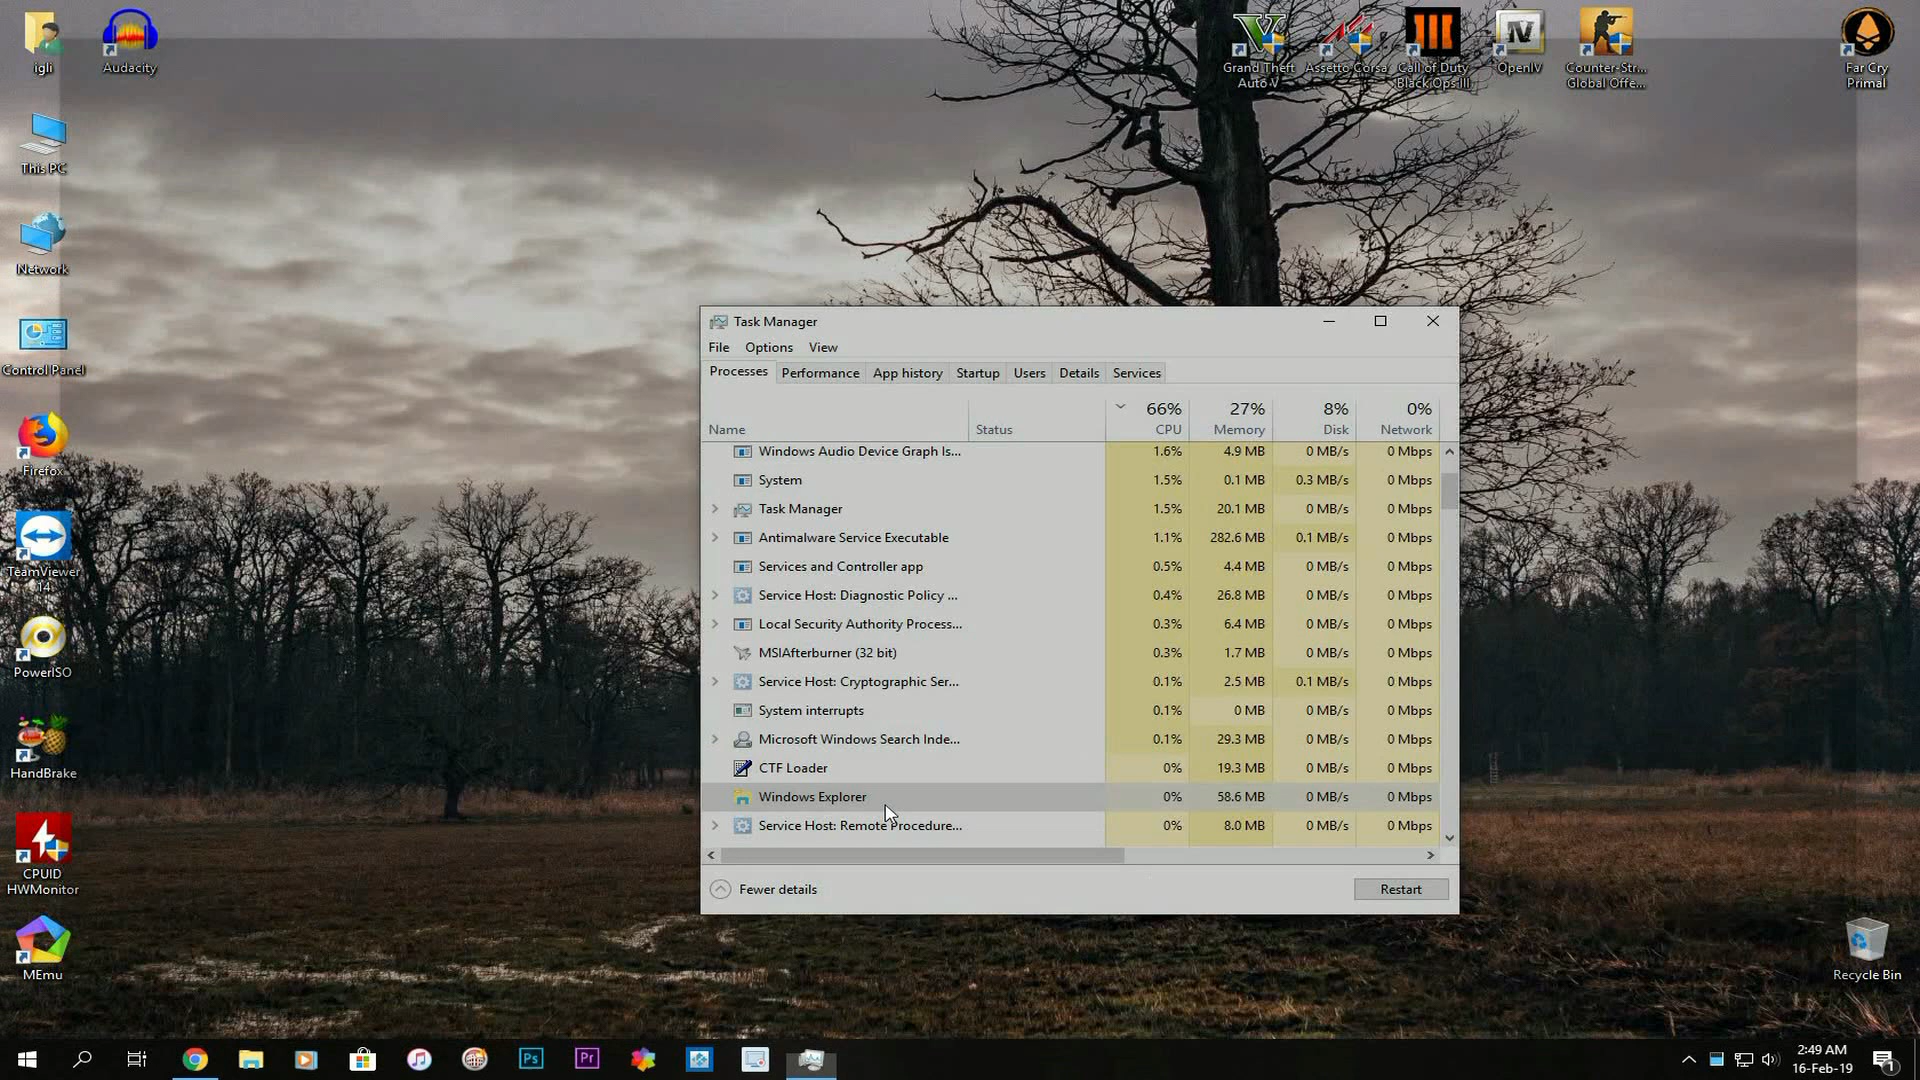 igli
Audacity
This PC
Network
Control Panel
Firefox
TeamViewer
14
PowerISO
HandBrake
CPUID
HWMonitor
MEmu
Grand Theft
Auto V
Assetto Corsa
Call of Duty
Black Ops III
OpenIV
Counter-Str...
Global Offe...
Far Cry
Primal
Recycle Bin
Task Manager
File Options View
Processes Performance App history Startup Users Details Services
66% 27% 8% 0%
Name Status CPU Memory Disk Network
Windows Audio Device Graph Is... 1.6% 4.9 MB 0 MB/s 0 Mbps
System 1.5% 0.1 MB 0.3 MB/s 0 Mbps
Task Manager 1.5% 20.1 MB 0 MB/s 0 Mbps
Antimalware Service Executable 1.1% 282.6 MB 0.1 MB/s 0 Mbps
Services and Controller app 0.5% 4.4 MB 0 MB/s 0 Mbps
Service Host: Diagnostic Policy ... 0.4% 26.8 MB 0 MB/s 0 Mbps
Local Security Authority Process... 0.3% 6.4 MB 0 MB/s 0 Mbps
MSIAfterburner (32 bit) 0.3% 1.7 MB 0 MB/s 0 Mbps
Service Host: Cryptographic Ser... 0.1% 2.5 MB 0.1 MB/s 0 Mbps
System interrupts 0.1% 0 MB 0 MB/s 0 Mbps
Microsoft Windows Search Inde... 0.1% 29.3 MB 0 MB/s 0 Mbps
CTF Loader 0% 19.3 MB 0 MB/s 0 Mbps
Windows Explorer 0% 58.6 MB 0 MB/s 0 Mbps
Service Host: Remote Procedure... 0% 8.0 MB 0 MB/s 0 Mbps
Fewer details Restart
Ps Pr
2:49 AM
16-Feb-19
1